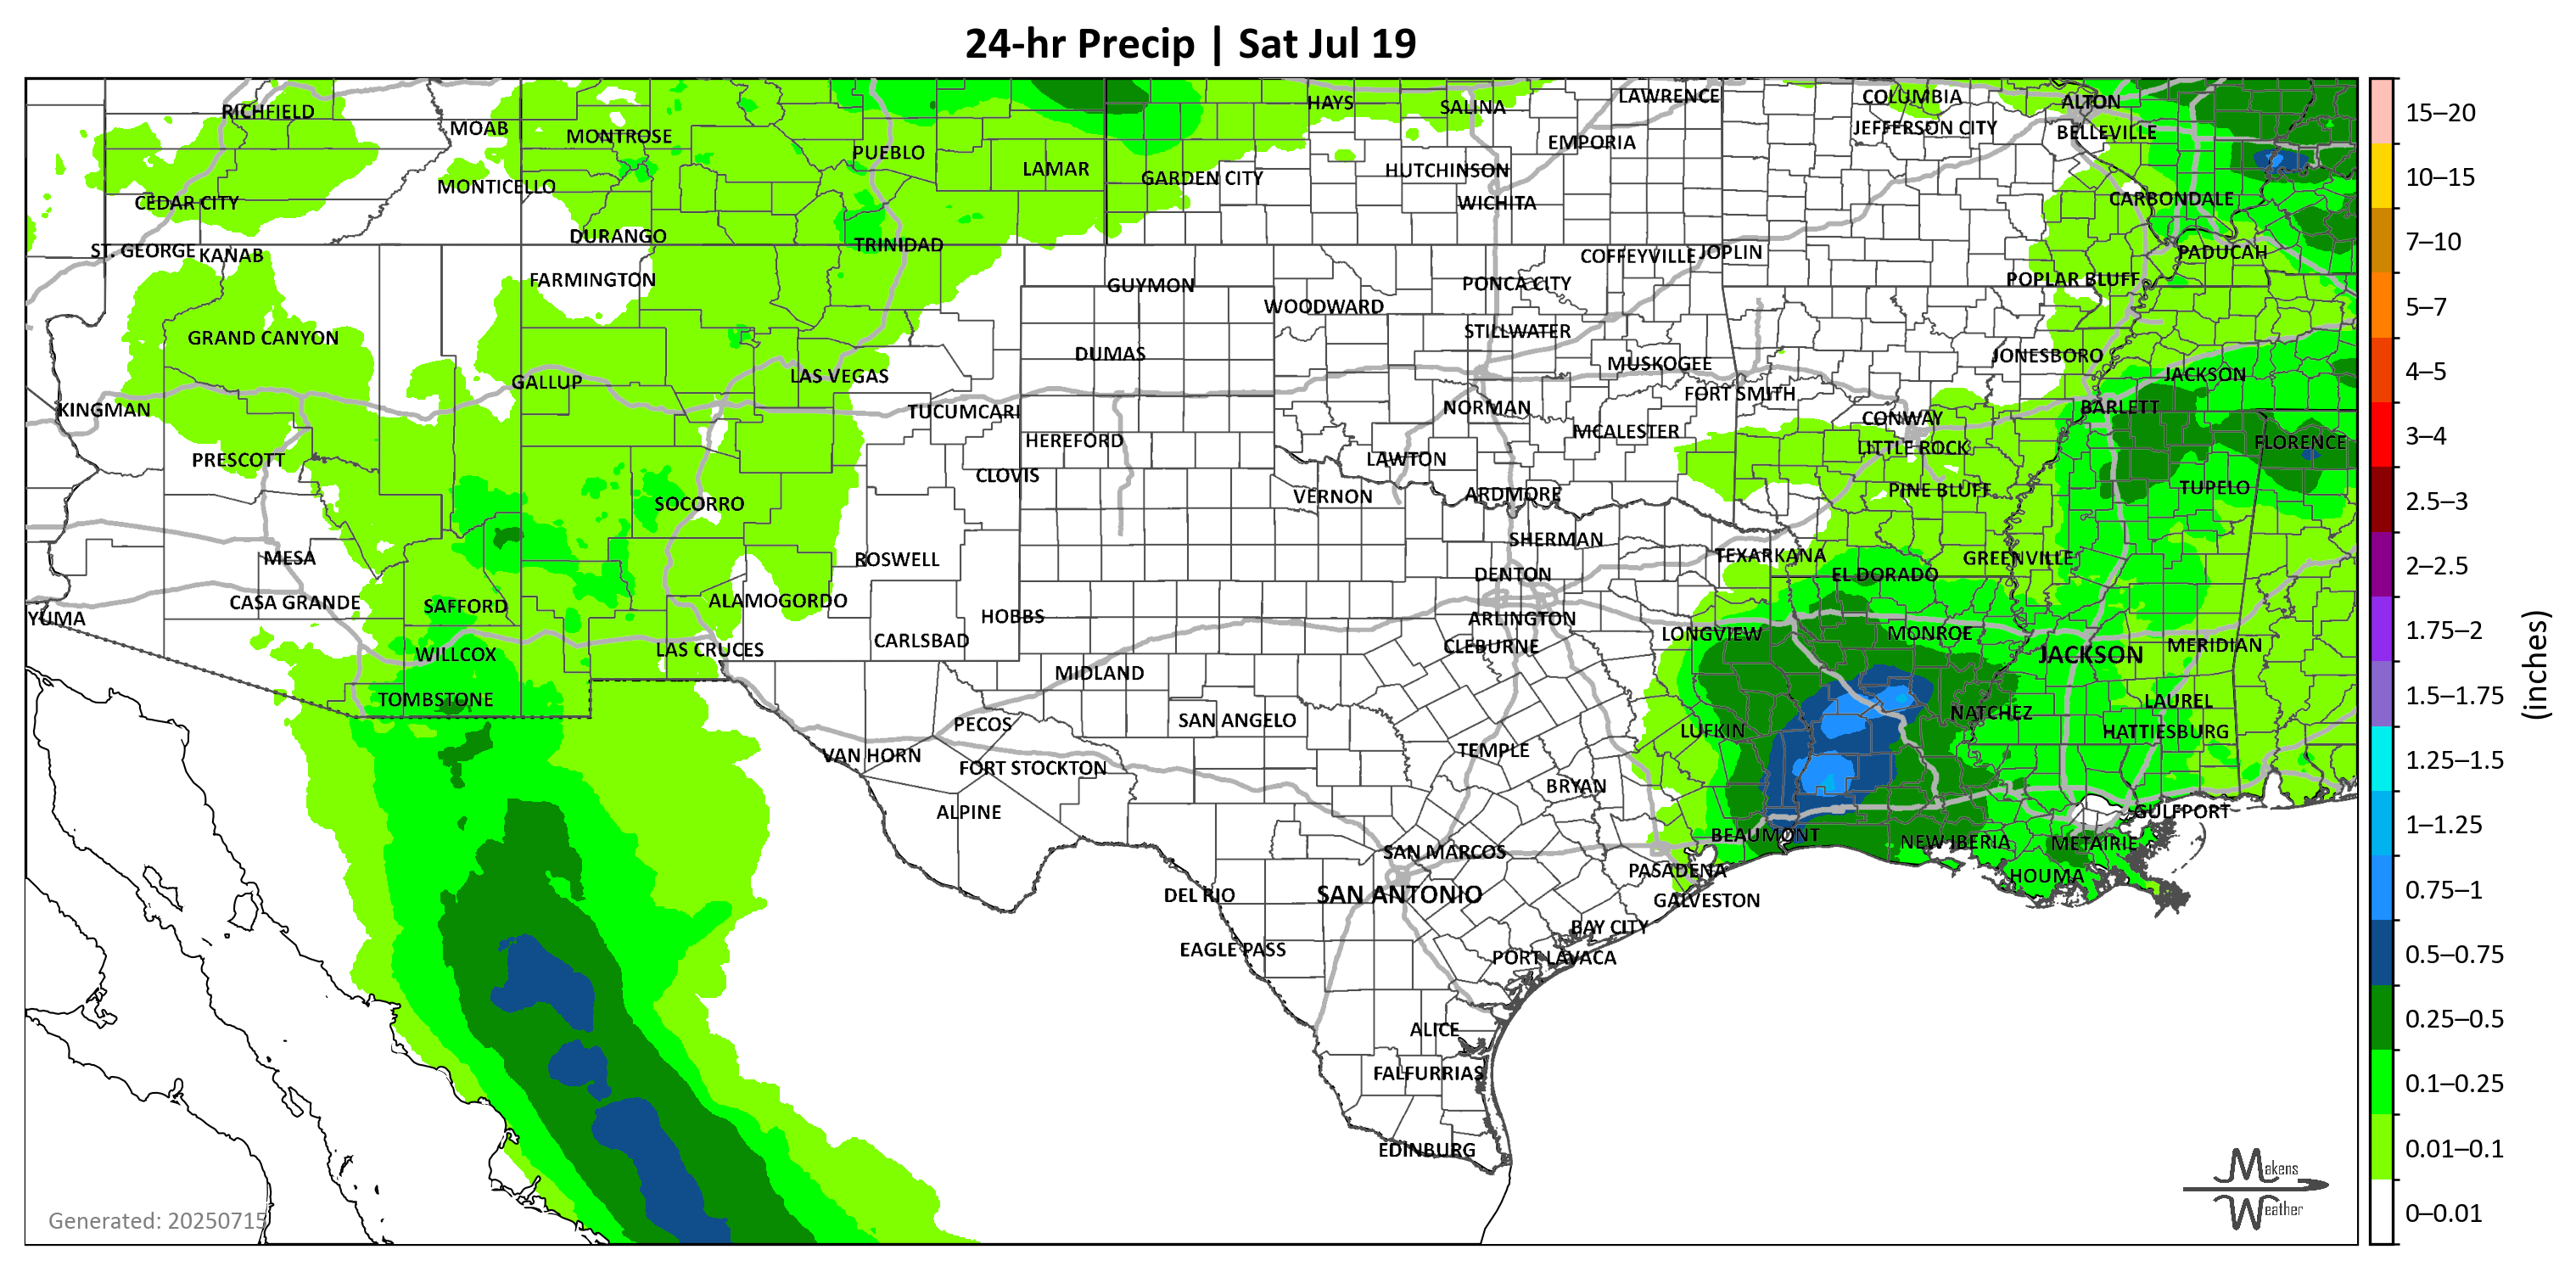 24-hr Precip | Sat Jul 19
RICHFIELD
MOAB
MONTROSE
PUEBLO
LAMAR
HAYS
SALINA
LAWRENCE
COLUMBIA
ALTON
JEFFERSON CITY
BELLEVILLE
EMPORIA
HUTCHINSON
GARDEN CITY
MONTICELLO
CEDAR CITY
WICHITA
CARBONDALE
DURANGO
TRINIDAD
ST. GEORGE
KANAB
COFFEYVILLE
JOPLIN
PADUCAH
FARMINGTON
GUYMON
PONCA CITY
POPLAR BLUFF
WOODWARD
GRAND CANYON
STILLWATER
DUMAS
MUSKOGEE
JONESBORO
GALLUP
LAS VEGAS
JACKSON
FORT SMITH
KINGMAN
TUCUMCARI
NORMAN
CONWAY
BARLETT
HEREFORD
MCALESTER
LITTLE ROCK
FLORENCE
PRESCOTT
CLOVIS
LAWTON
SOCORRO
VERNON
ARDMORE
PINE BLUFF
TUPELO
MESA
ROSWELL
SHERMAN
TEXARKANA
GREENVILLE
DENTON
EL DORADO
CASA GRANDE
SAFFORD
ALAMOGORDO
YUMA
HOBBS
ARLINGTON
WILLCOX
LAS CRUCES
CARLSBAD
CLEBURNE
LONGVIEW
MONROE
JACKSON
MERIDIAN
TOMBSTONE
MIDLAND
PECOS
SAN ANGELO
NATCHEZ
LAUREL
LUFKIN
HATTIESBURG
VAN HORN
FORT STOCKTON
TEMPLE
BRYAN
ALPINE
GULFPORT
BEAUMONT
NEW IBERIA
METAIRIE
SAN MARCOS
PASADENA
HOUMA
DEL RIO
SAN ANTONIO
GALVESTON
BAY CITY
EAGLE PASS
PORT LAVACA
ALICE
FALFURRIAS
EDINBURG
Generated: 20250715
Makens
Weather
15–20
10–15
7–10
5–7
4–5
3–4
2.5–3
2–2.5
1.75–2
1.5–1.75
1.25–1.5
1–1.25
0.75–1
0.5–0.75
0.25–0.5
0.1–0.25
0.01–0.1
0–0.01
(inches)